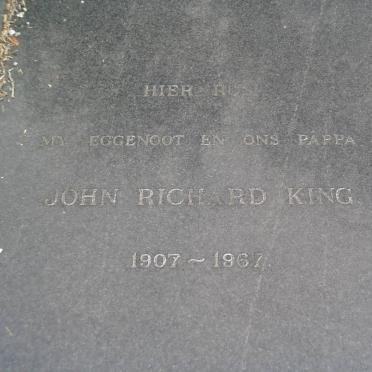 HIER RUS
MY EGGENOOT EN ONS PAPPA
JOHN RICHARD KING
1907 ~ 1967.